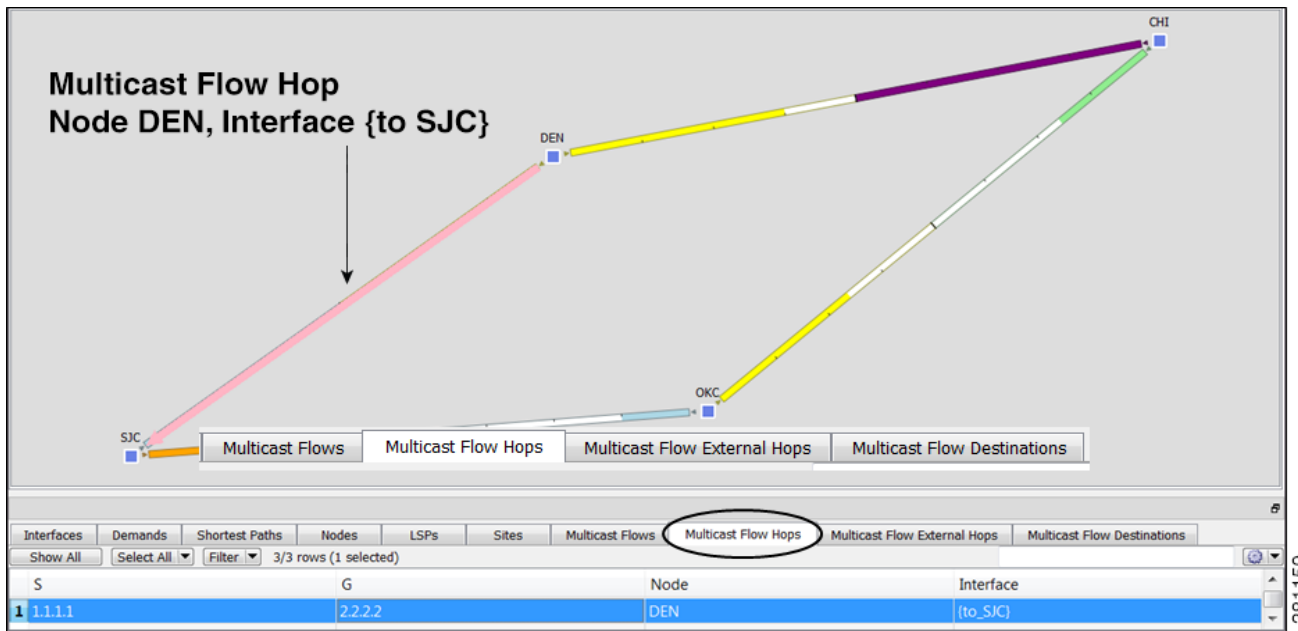 CHI
Multicast Flow Hop
Node DEN, Interface {to SJC}
DEN
OKC
SJC
Multicast Flows Multicast Flow Hops Multicast Flow External Hops Multicast Flow Destinations
Interfaces Demands Shortest Paths Nodes LSPs Sites Multicast Flows Multicast Flow Hops Multicast Flow External Hops Multicast Flow Destinations
Show All Select All Filter 3/3 rows (1 selected)
S G Node Interface
1 1.1.1.1 2.2.2.2 DEN {to_SJC}